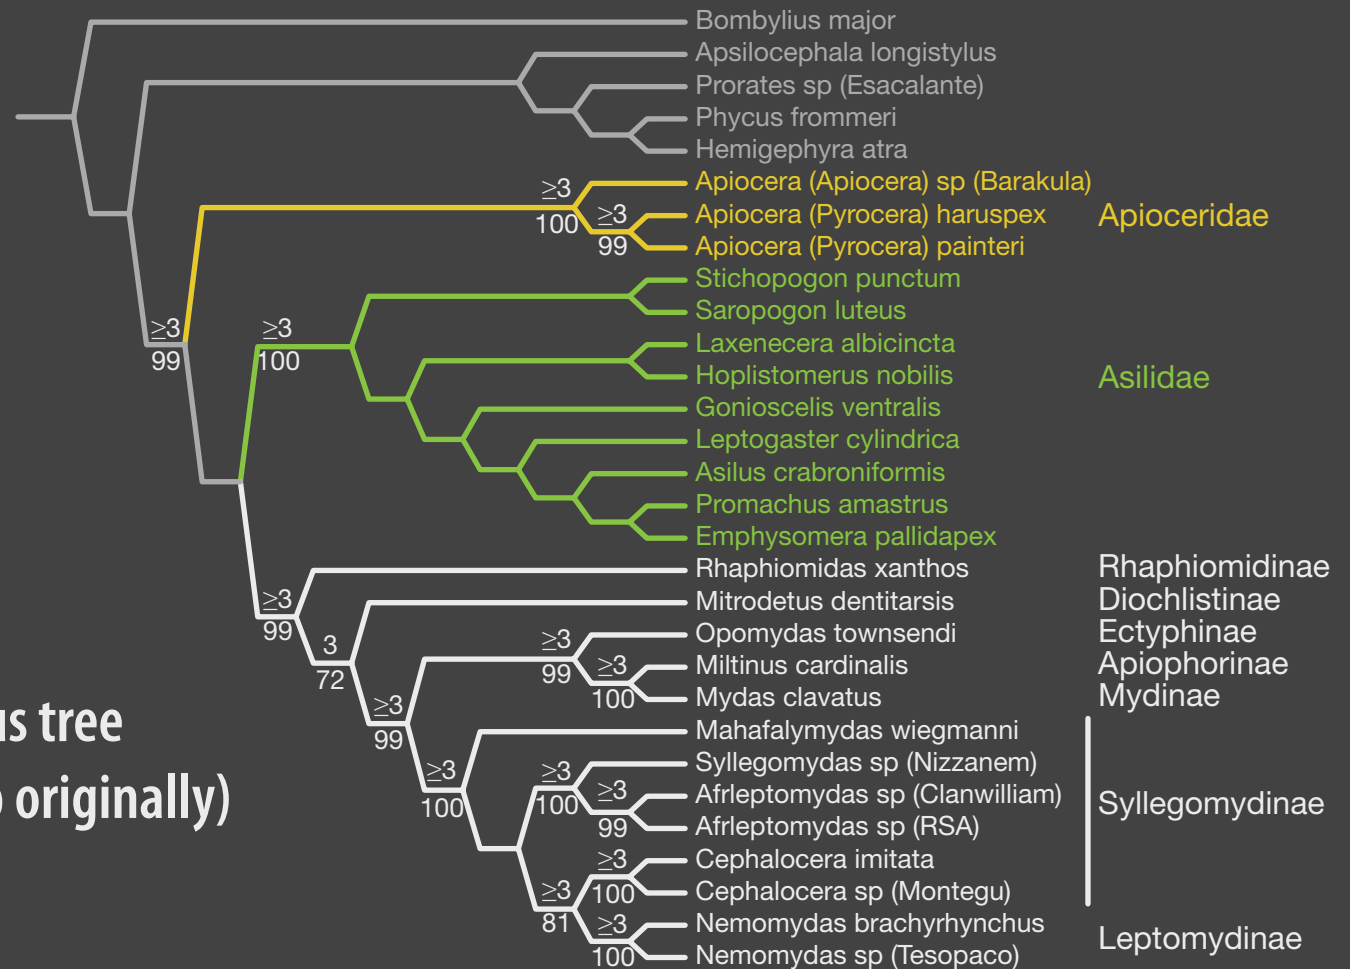 Bombylius major
Apsilocephala longistylus
Prorates sp (Esacalante)
Phycus frommeri
Hemigephyra atra
≥3 Apiocera (Apiocera) sp (Barakula)
100 ≥3 Apiocera (Pyrocera) haruspex Apioceridae
99 Apiocera (Pyrocera) painteri
Stichopogon punctum
Saropogon luteus
≥3 ≥3
99 100
Laxenecera albicincta
Hoplistomerus nobilis Asilidae
Gonioscelis ventralis
Leptogaster cylindrica
Asilus crabroniformis
Promachus amastrus
Emphysomera pallidapex
Rhaphiomidas xanthos Rhaphiomidinae
≥3 Mitrodetus dentitarsis Diochlistinae
99 3 ≥3 Opomydas townsendi Ectyphinae
72 99 ≥3 Miltinus cardinalis Apiophorinae
100 Mydas clavatus Mydinae
≥3
99
us tree
Mahafalymydas wiegmanni
≥3 ≥3 Syllegomydas sp (Nizzanem)
100 100 ≥3 Afrleptomydas sp (Clanwilliam) Syllegomydinae
o originally)
99 Afrleptomydas sp (RSA)
≥3 Cephalocera imitata
≥3 100 Cephalocera sp (Montegu)
81 ≥3 Nemomydas brachyrhynchus Leptomydinae
100 Nemomydas sp (Tesopaco)